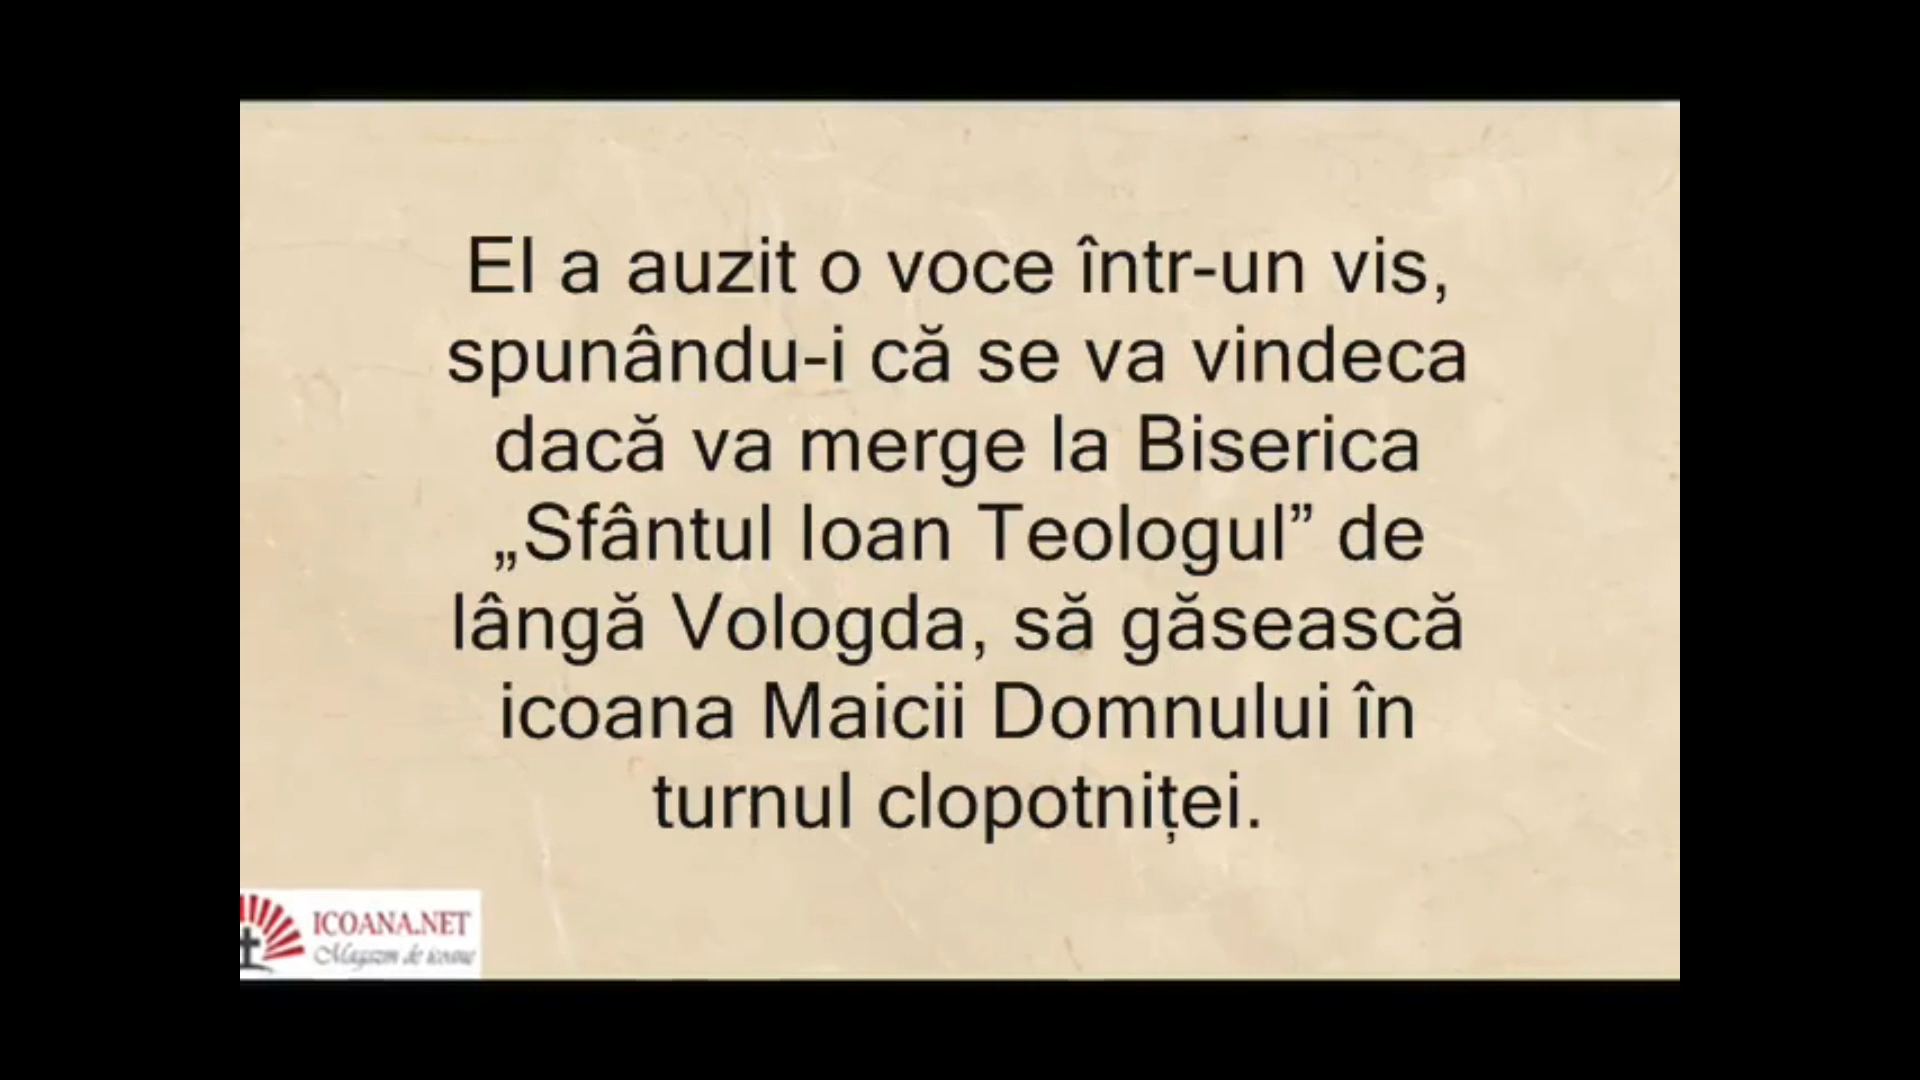 El a auzit o voce într-un vis,
spunându-i că se va vindeca
dacă va merge la Biserica
„Sfântul Ioan Teologul” de
lângă Vologda, să găsească
icoana Maicii Domnului în
turnul clopotniței.
ICOANA.NET
Magazin de icoane